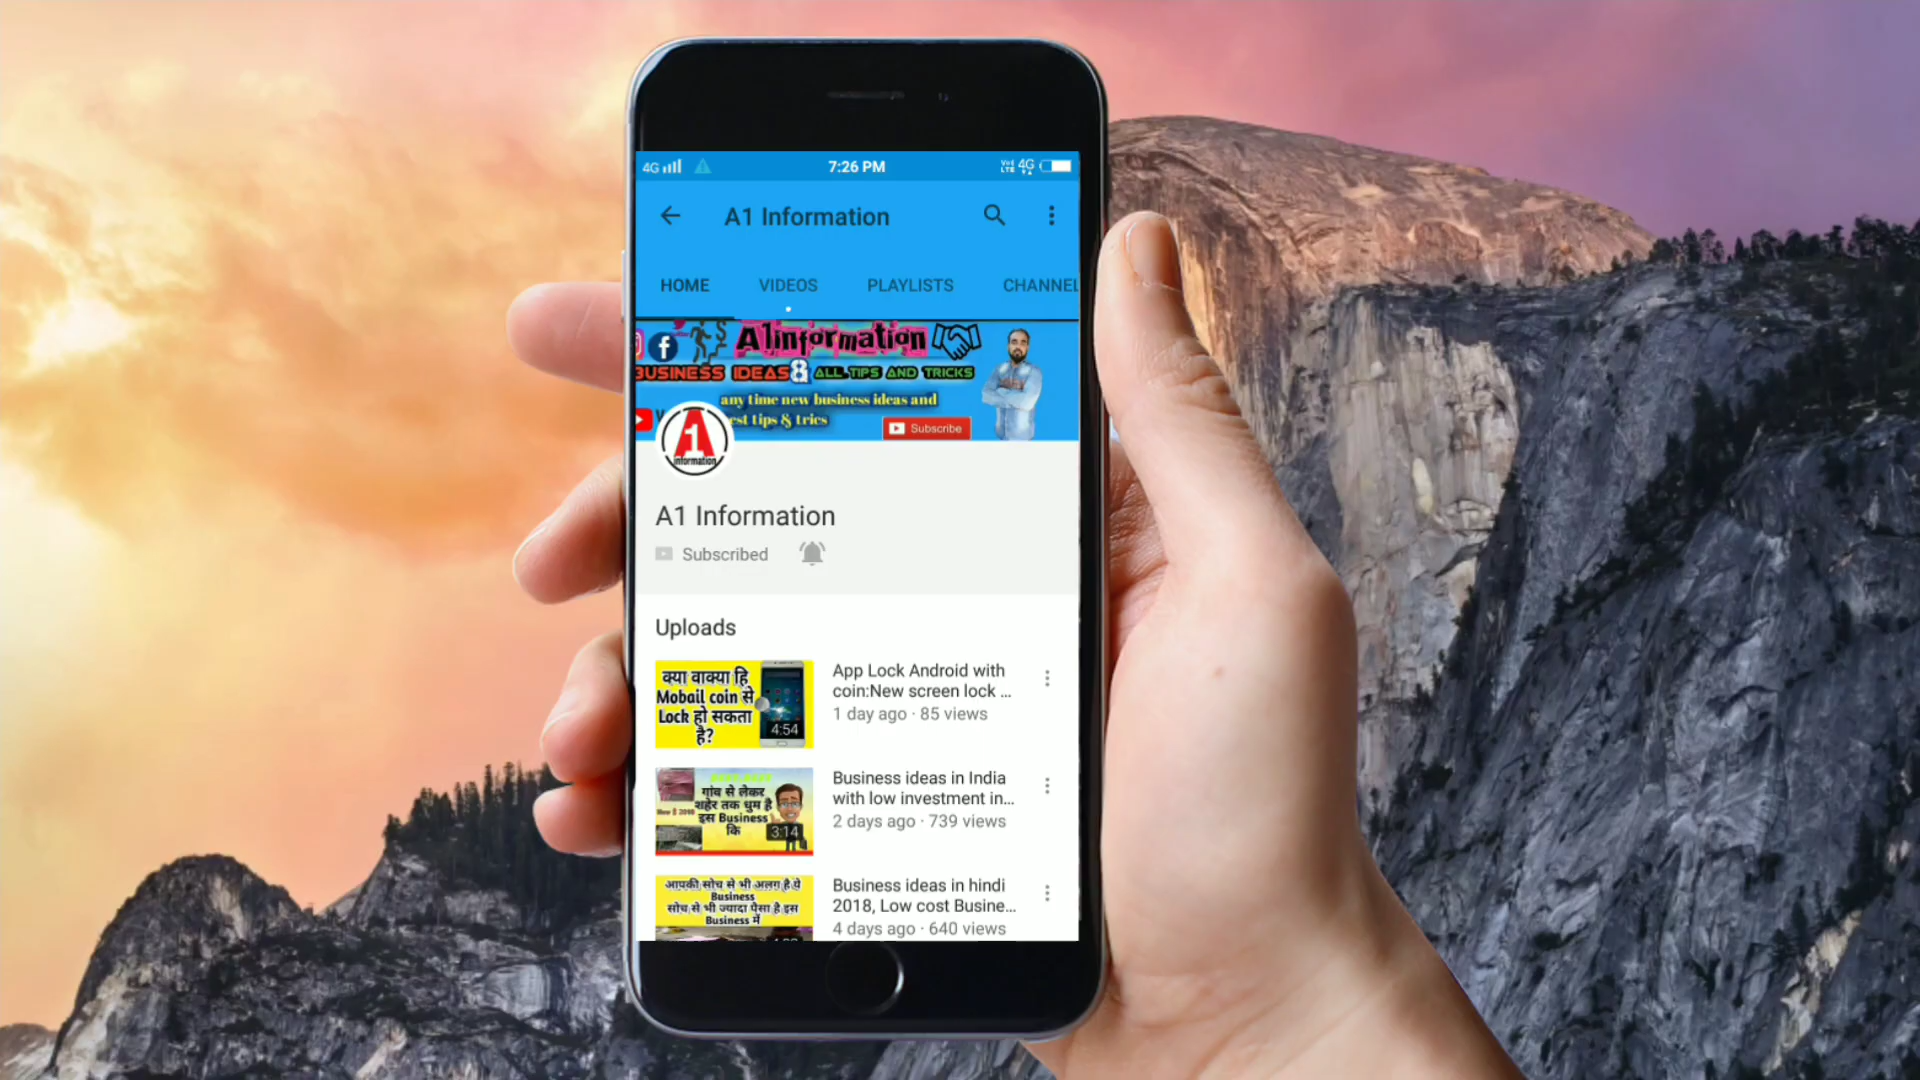 4G
7:26 PM
VoLTE 4G
A1 Information
HOME VIDEOS PLAYLISTS CHANNEL
A1information
BUSINESS IDEAS & ALL TIPS AND TRICKS
any time new business ideas and
est tips & trics
Subscribe
A1
information
A1 Information
Subscribed
Uploads
क्या वाक्या हि
Mobail coin से
Lock हो सकता
है?
4:54
App Lock Android with
coin:New screen lock ...
1 day ago · 85 views
गांव से लेकर
शहेर तक धुम है
इस Business
कि
3:14
Business ideas in India
with low investment in...
2 days ago · 739 views
आपकी सोच से भी अलग है ये
Business
सोच से भी ज्यादा पैसा है इस
Business में
Business ideas in hindi
2018, Low cost Busine...
4 days ago · 640 views